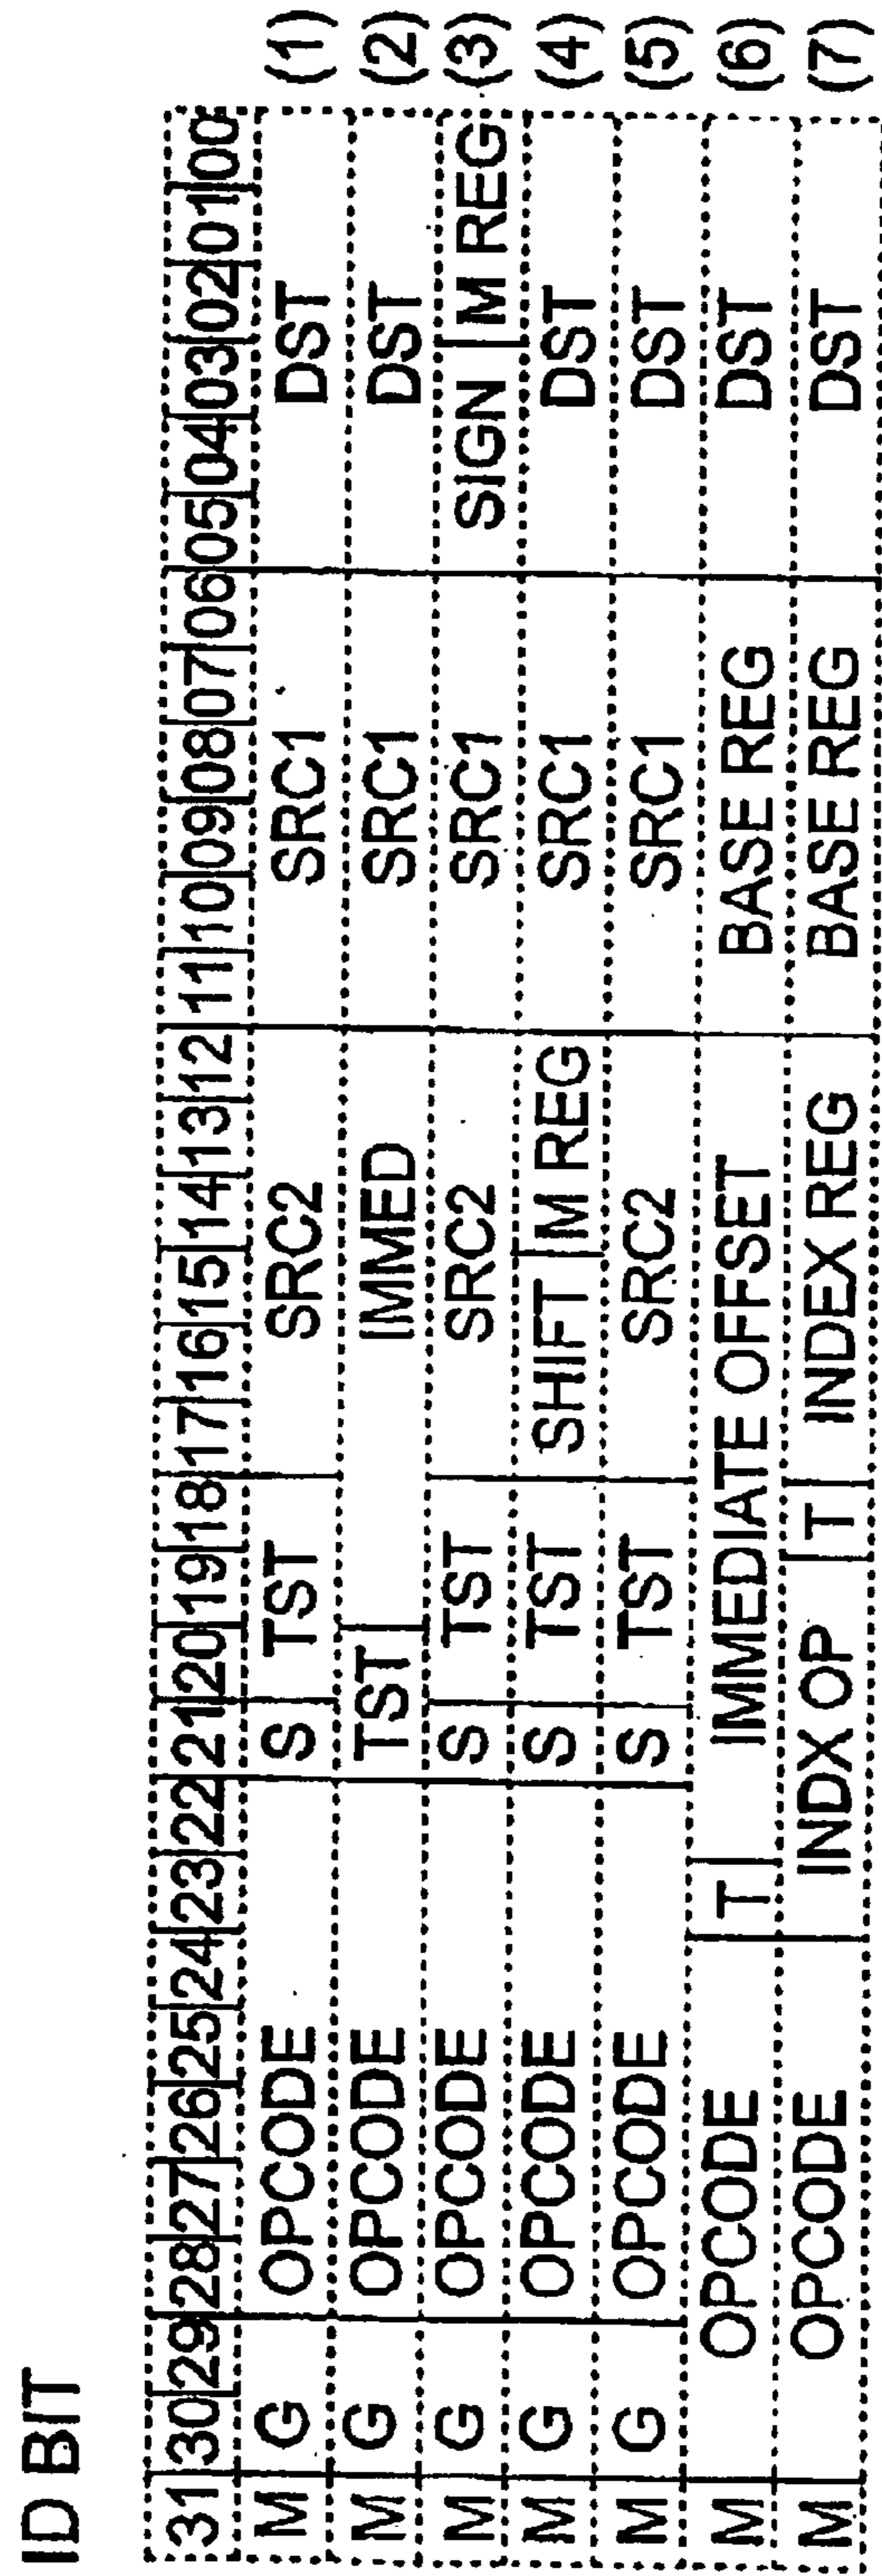 ID BIT
31|30|29|28|27|26|25|24|23|22|21|20|19|18|17|16|15|14|13|12|11|10|09|08|07|06|05|04|03|02|01|00
M G OPCODE S TST SRC2 SRC1 DST (1)
M G OPCODE TST IMMED SRC1 DST (2)
M G OPCODE S TST SRC2 SRC1 SIGN M REG (3)
M G OPCODE S TST SHIFT M REG SRC1 DST (4)
M G OPCODE S TST SRC2 SRC1 DST (5)
M OPCODE T IMMEDIATE OFFSET BASE REG DST (6)
M OPCODE INDX OP T INDEX REG BASE REG DST (7)